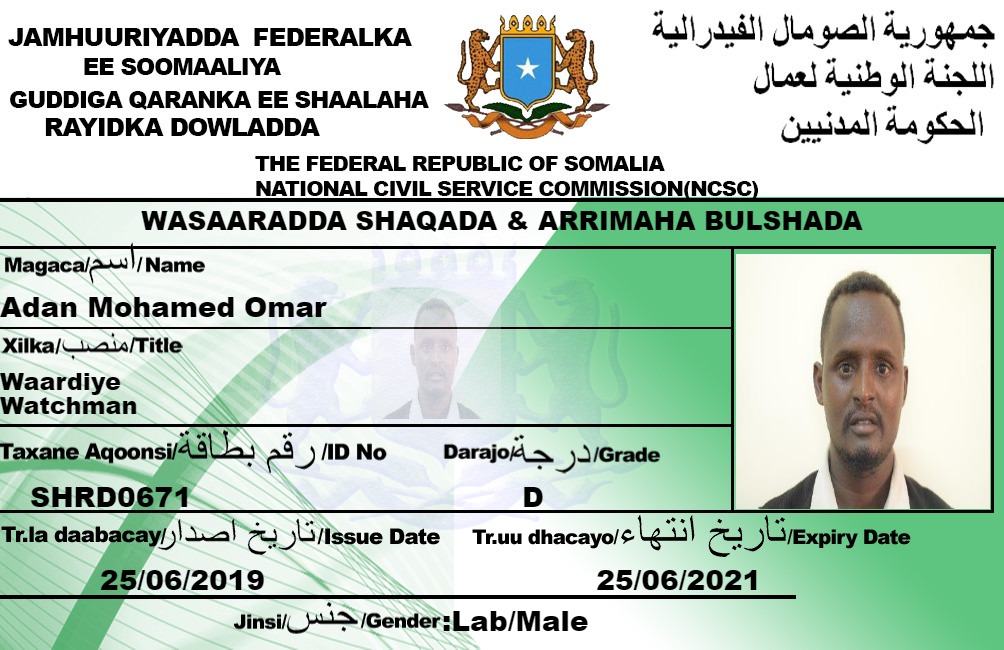 JAMHUURIYADDA FEDERALKA
EE SOOMAALIYA
GUDDIGA QARANKA EE SHAALAHA
RAYIDKA DOWLADDA
جمهورية الصومال الفيدرالية
اللجنة الوطنية لعمال
الحكومة المدنيين
THE FEDERAL REPUBLIC OF SOMALIA
NATIONAL CIVIL SERVICE COMMISSION(NCSC)
WASAARADDA SHAQADA & ARRIMAHA BULSHADA
Magaca/اسم/Name
Adan Mohamed Omar
Xilka/منصب/Title
Waardiye
Watchman
Taxane Aqoonsi/رقم بطاقة/ID No
SHRD0671
Darajo/درجة/Grade
D
Tr.la daabacay/تاريخ اصدار/Issue Date
25/06/2019
Tr.uu dhacayo/تاريخ انتهاء/Expiry Date
25/06/2021
Jinsi/جنس/Gender:Lab/Male